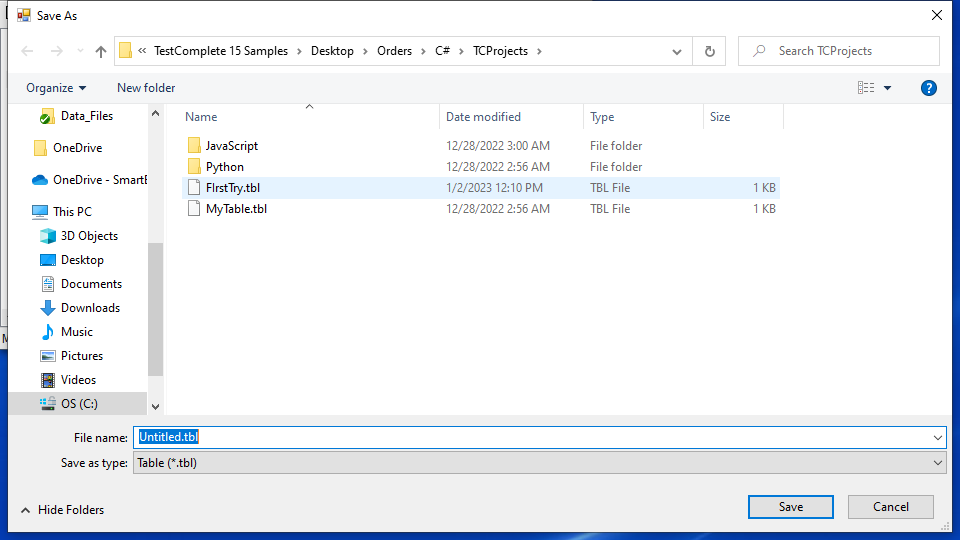 Save As
« TestComplete 15 Samples > Desktop > Orders > C# > TCProjects >
Search TCProjects
Organize
New folder
?
Name Date modified Type Size
JavaScript 12/28/2022 3:00 AM File folder
Python 12/28/2022 2:56 AM File folder
FIrstTry.tbl 1/2/2023 12:10 PM TBL File 1 KB
MyTable.tbl 12/28/2022 2:56 AM TBL File 1 KB
Data_Files
OneDrive
OneDrive - SmartB
This PC
3D Objects
Desktop
Documents
Downloads
Music
Pictures
Videos
OS (C:)
File name: Untitled.tbl
Save as type: Table (*.tbl)
Hide Folders
Save
Cancel